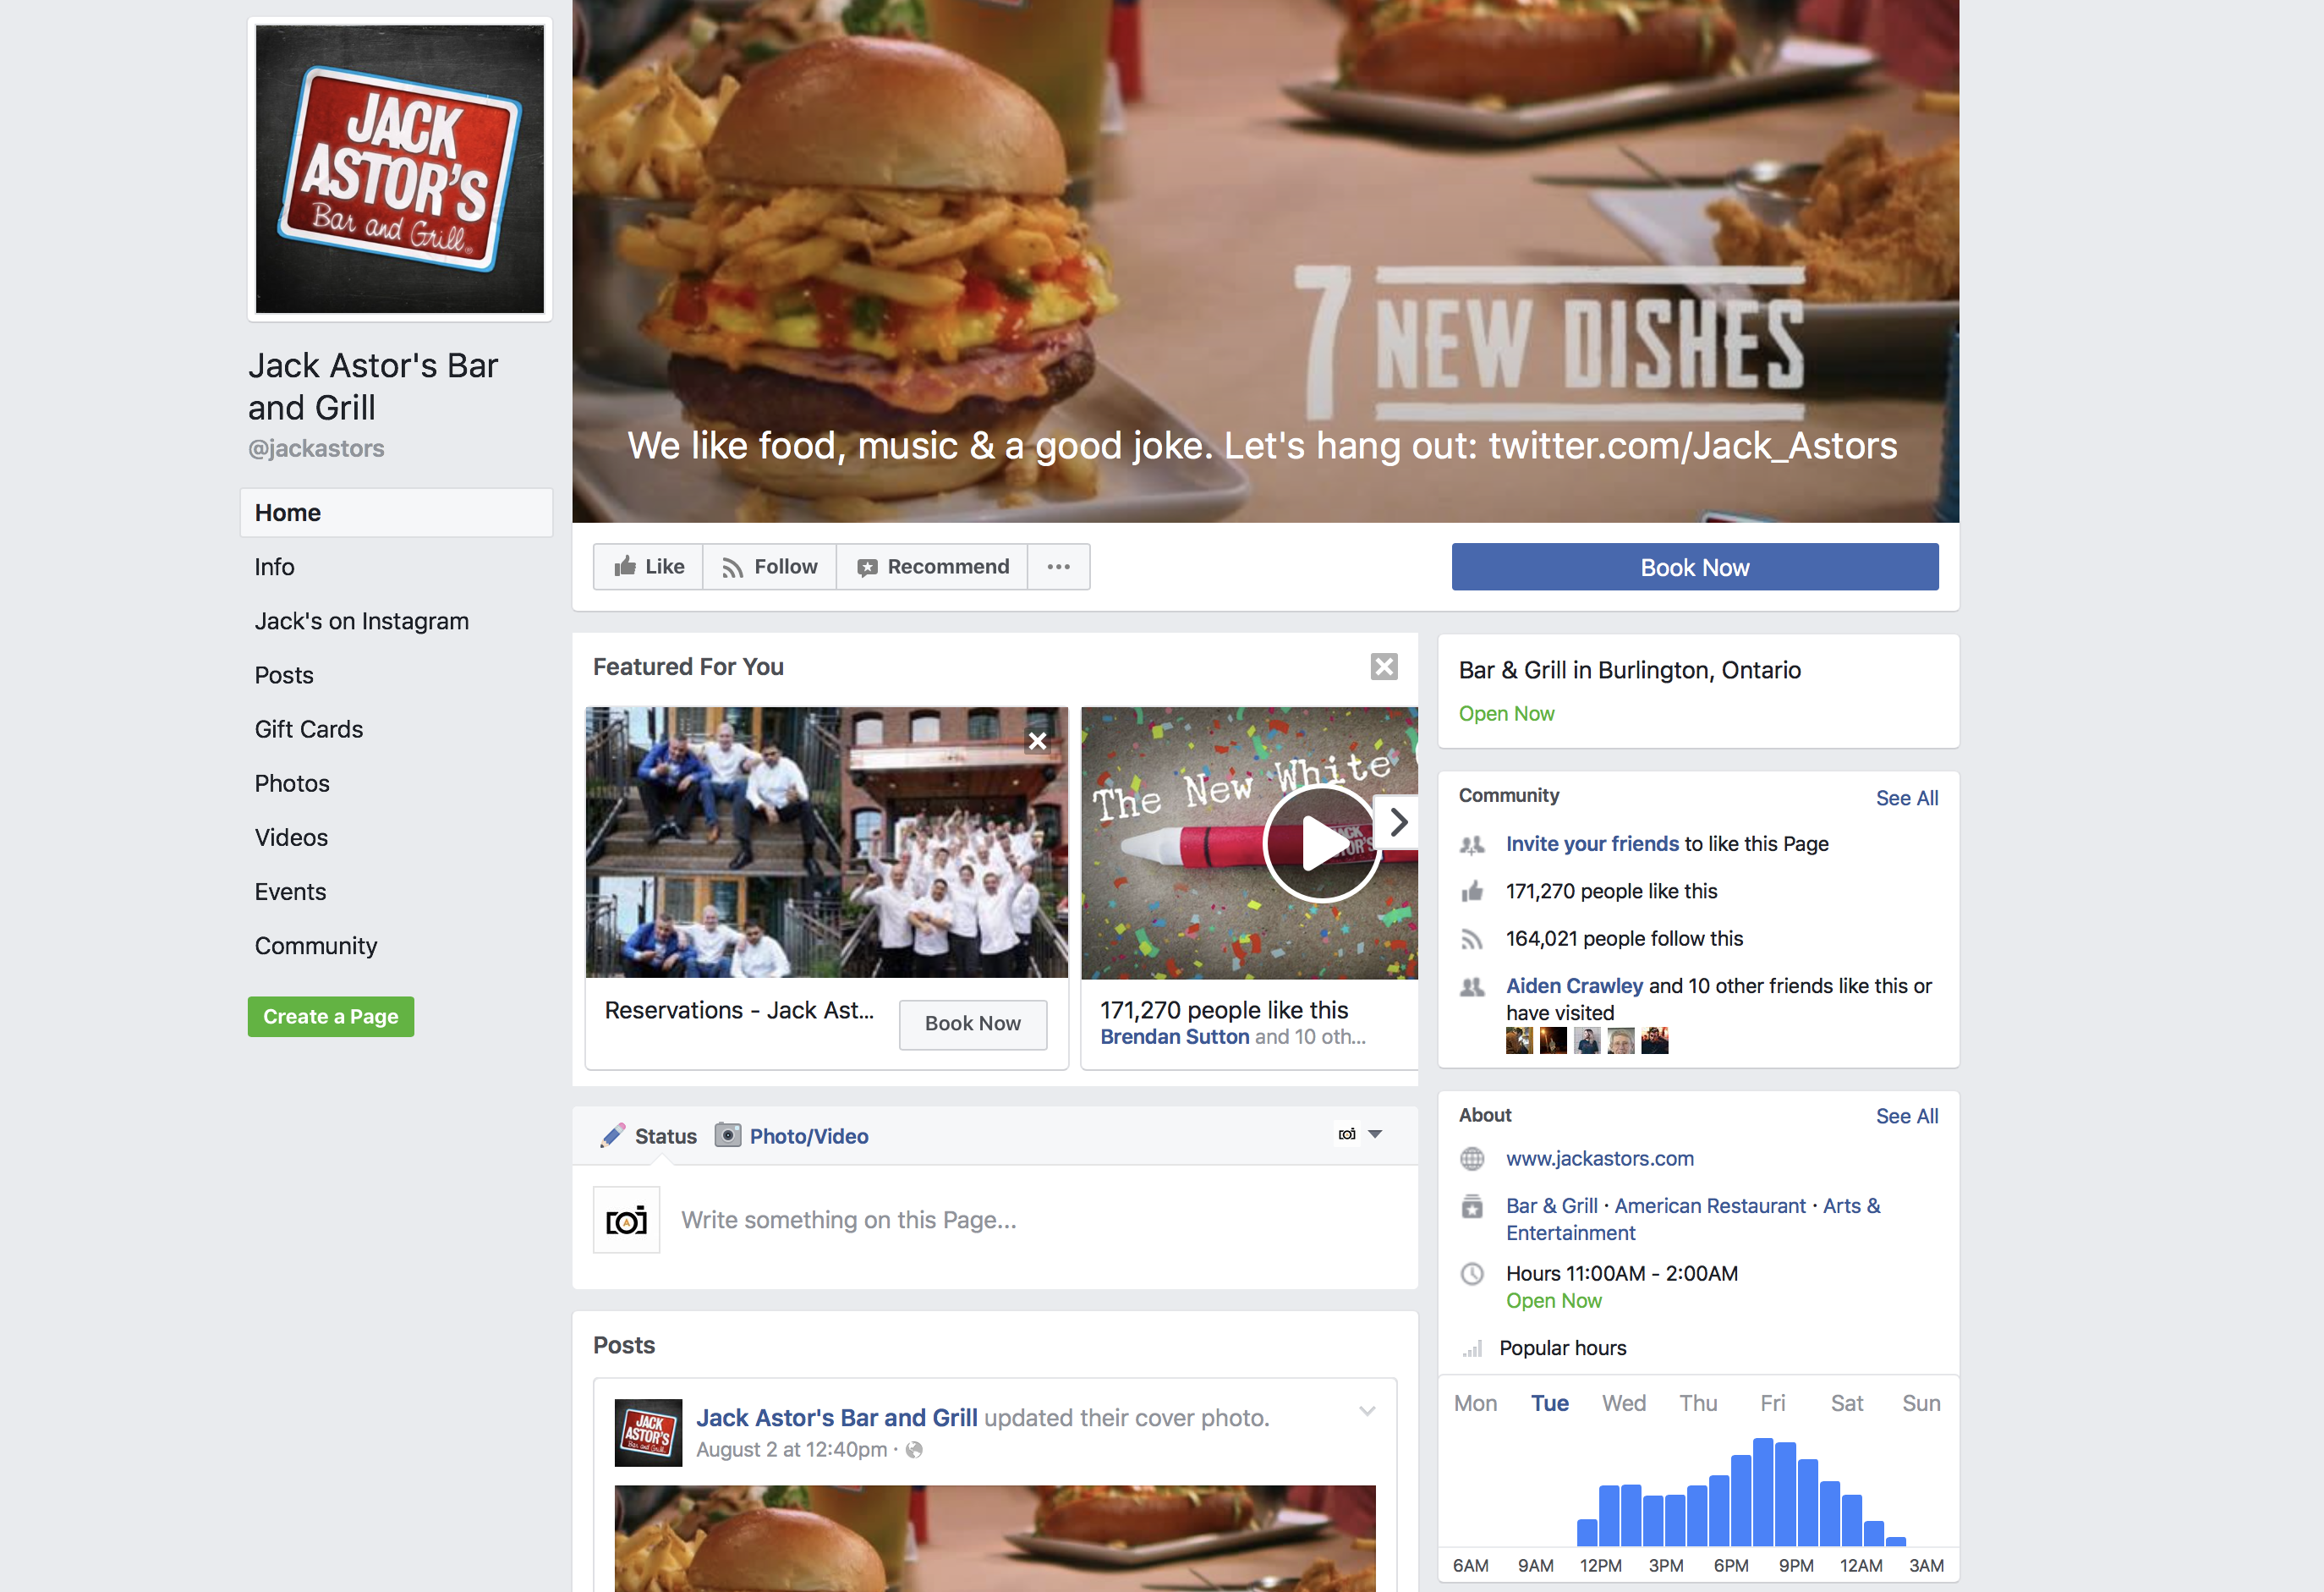 JACK
ASTOR'S
Bar and Grill
Jack Astor's Bar
and Grill
@jackastors
Home
Info
Jack's on Instagram
Posts
Gift Cards
Photos
Videos
Events
Community
Create a Page
7 NEW DISHES
We like food, music & a good joke. Let's hang out: twitter.com/Jack_Astors
Like
Follow
Recommend
...
Book Now
Featured For You
Reservations - Jack Ast...
Book Now
The New White
JACK
ASTOR'S
171,270 people like this
Brendan Sutton and 10 oth...
Status
Photo/Video
Write something on this Page...
Posts
JACK
ASTOR'S
Bar and Grill
Jack Astor's Bar and Grill updated their cover photo.
August 2 at 12:40pm ·
Bar & Grill in Burlington, Ontario
Open Now
Community
See All
Invite your friends to like this Page
171,270 people like this
164,021 people follow this
Aiden Crawley and 10 other friends like this or
have visited
About
See All
www.jackastors.com
Bar & Grill · American Restaurant · Arts &
Entertainment
Hours 11:00AM - 2:00AM
Open Now
Popular hours
Mon Tue Wed Thu Fri Sat Sun
6AM 9AM 12PM 3PM 6PM 9PM 12AM 3AM